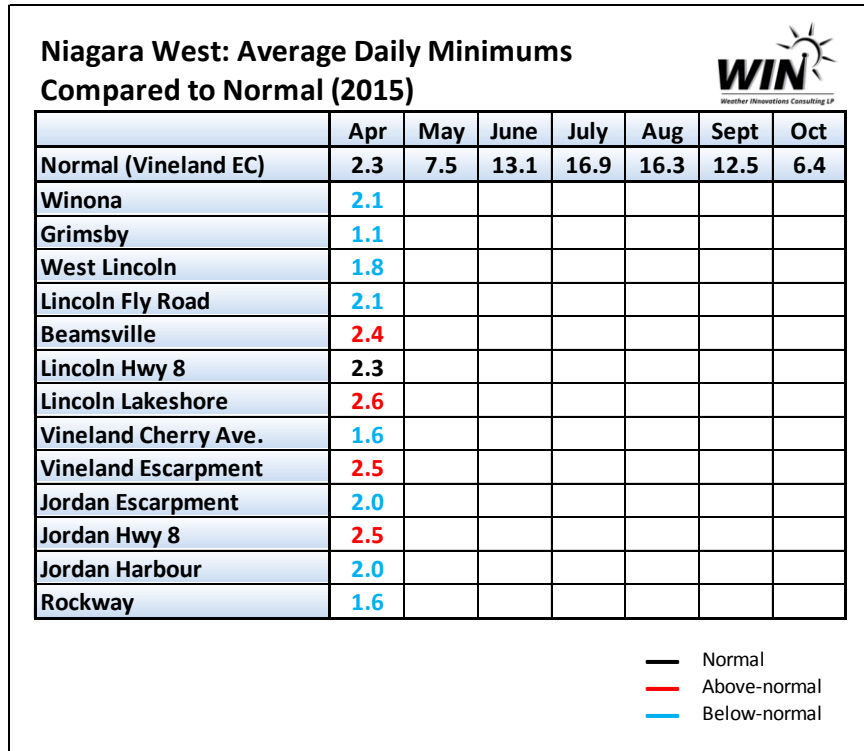 Niagara West: Average Daily Minimums
Compared to Normal (2015)
WIN
Weather INnovations Consulting LP
Apr May June July Aug Sept Oct
Normal (Vineland EC) 2.3 7.5 13.1 16.9 16.3 12.5 6.4
Winona 2.1
Grimsby 1.1
West Lincoln 1.8
Lincoln Fly Road 2.1
Beamsville 2.4
Lincoln Hwy 8 2.3
Lincoln Lakeshore 2.6
Vineland Cherry Ave. 1.6
Vineland Escarpment 2.5
Jordan Escarpment 2.0
Jordan Hwy 8 2.5
Jordan Harbour 2.0
Rockway 1.6
Normal
Above-normal
Below-normal